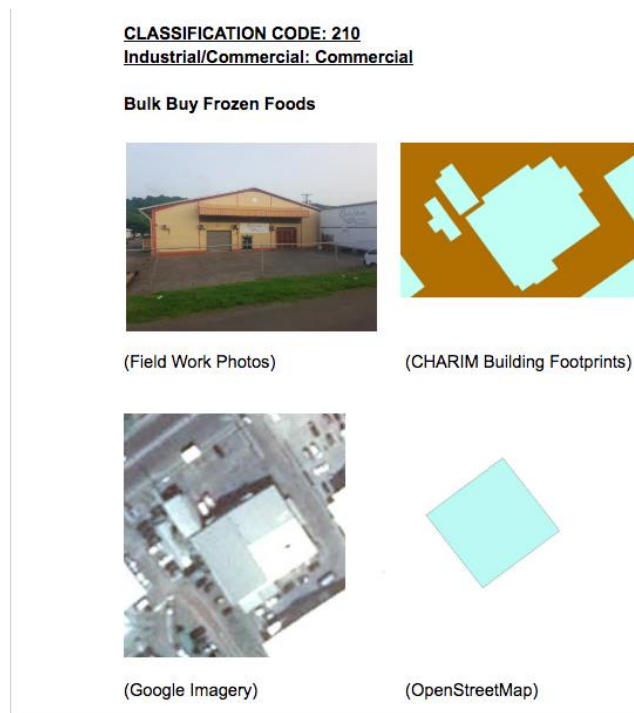 CLASSIFICATION CODE: 210
Industrial/Commercial: Commercial
Bulk Buy Frozen Foods
(Field Work Photos)
(CHARIM Building Footprints)
(Google Imagery)
(OpenStreetMap)